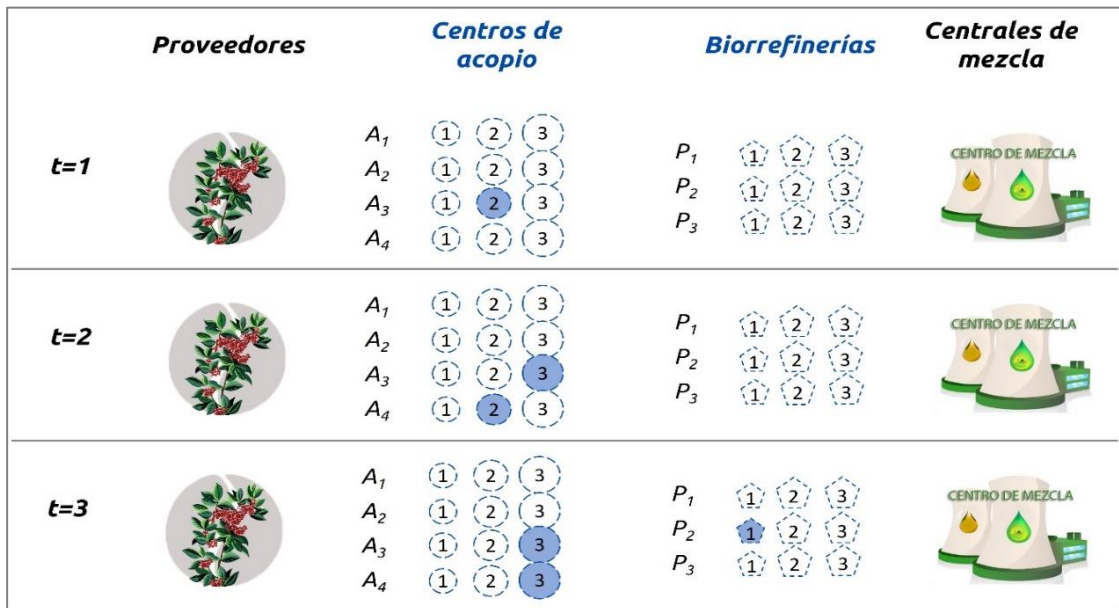 Proveedores
Centros de
acopio
Biorrefinerías
Centrales de
mezcla
t=1
A1 1 2 3
A2 1 2 3
A3 1 2 3
A4 1 2 3
P1 1 2 3
P2 1 2 3
P3 1 2 3
CENTRO DE MEZCLA
t=2
A1 1 2 3
A2 1 2 3
A3 1 2 3
A4 1 2 3
P1 1 2 3
P2 1 2 3
P3 1 2 3
CENTRO DE MEZCLA
t=3
A1 1 2 3
A2 1 2 3
A3 1 2 3
A4 1 2 3
P1 1 2 3
P2 1 2 3
P3 1 2 3
CENTRO DE MEZCLA